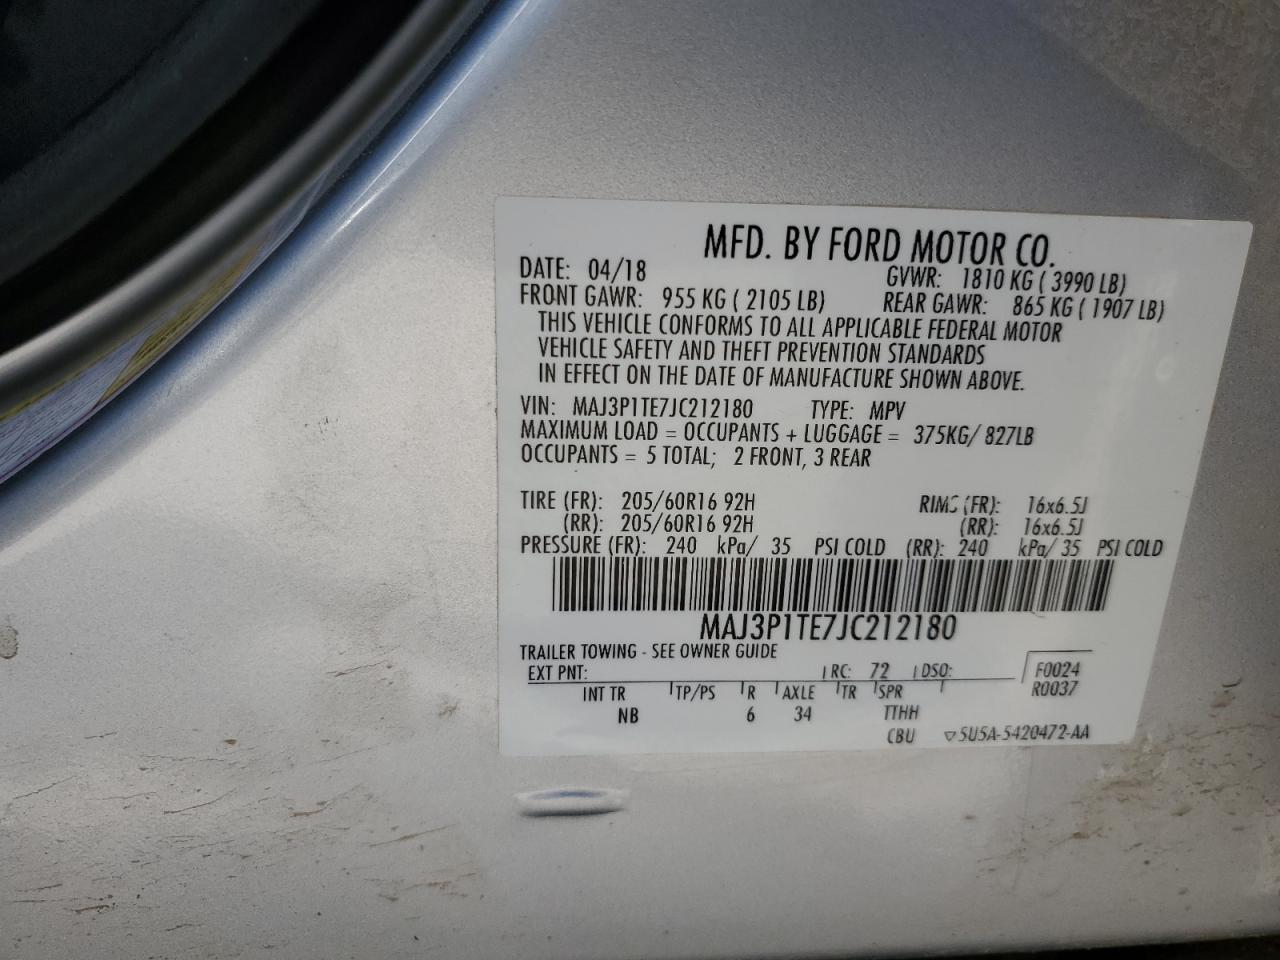 MFD. BY FORD MOTOR CO.
DATE: 04/18 GVWR: 1810 KG ( 3990 LB)
FRONT GAWR: 955 KG ( 2105 LB) REAR GAWR: 865 KG ( 1907 LB)
THIS VEHICLE CONFORMS TO ALL APPLICABLE FEDERAL MOTOR
VEHICLE SAFETY AND THEFT PREVENTION STANDARDS
IN EFFECT ON THE DATE OF MANUFACTURE SHOWN ABOVE.
VIN: MAJ3P1TE7JC212180 TYPE: MPV
MAXIMUM LOAD = OCCUPANTS + LUGGAGE = 375KG/ 827LB
OCCUPANTS = 5 TOTAL; 2 FRONT, 3 REAR
TIRE (FR): 205/60R16 92H RIMS (FR): 16x6.5J
(RR): 205/60R16 92H (RR): 16x6.5J
PRESSURE (FR): 240 kPa/ 35 PSI COLD (RR): 240 kPa/ 35 PSI COLD
MAJ3P1TE7JC212180
TRAILER TOWING - SEE OWNER GUIDE
EXT PNT: RC: 72 DSO: F0024
INT TR TP/PS R AXLE TR SPR R0037
NB 6 34 TTHH
CBU ▽5U5A-5420472-AA